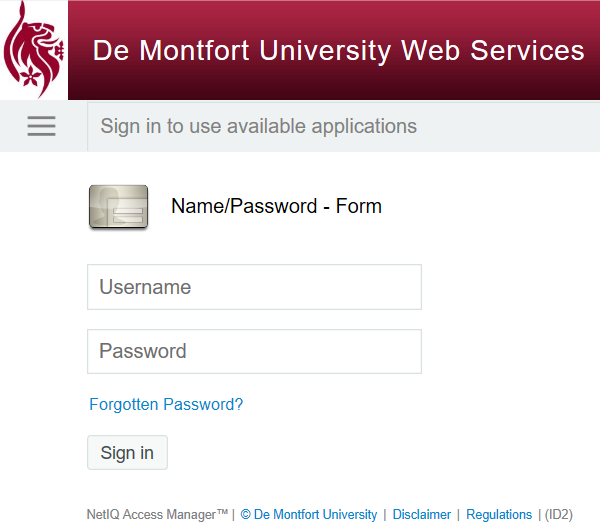 De Montfort University Web Services
Sign in to use available applications
Name/Password - Form
Username
Password
Forgotten Password?
Sign in
NetIQ Access Manager™ | © De Montfort University | Disclaimer | Regulations | (ID2)